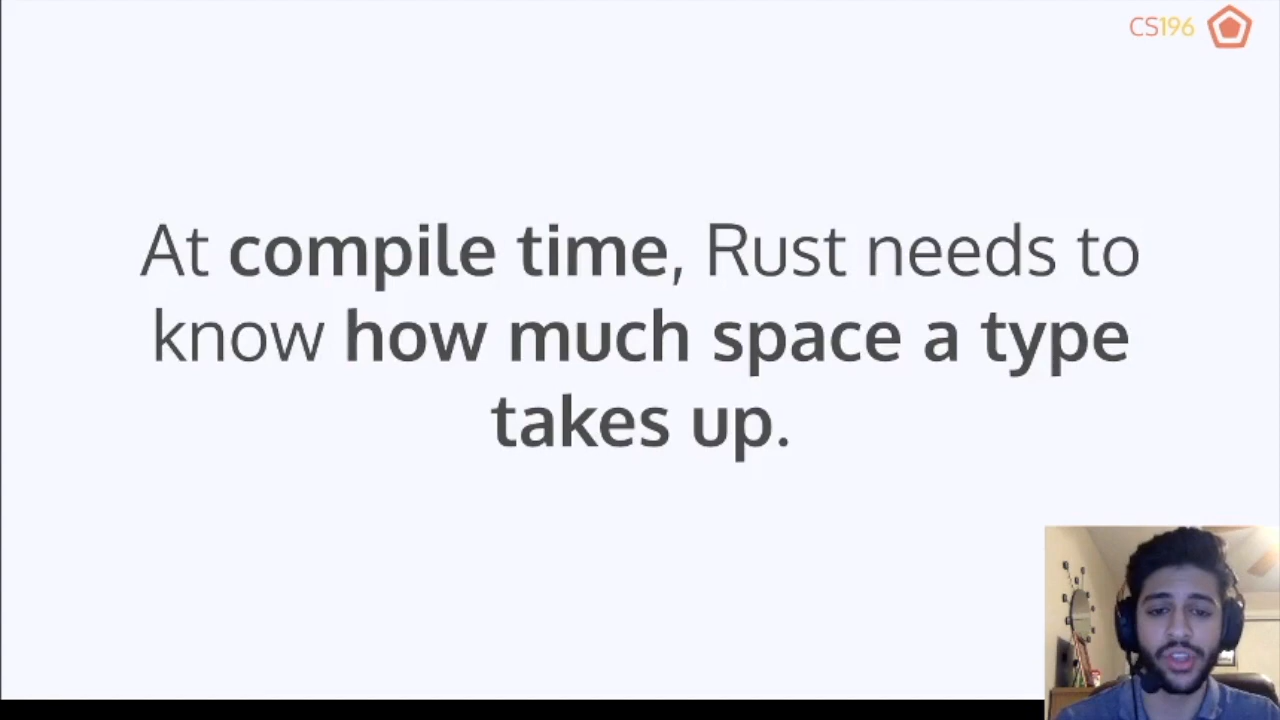 CS196
At compile time, Rust needs to
know how much space a type
takes up.